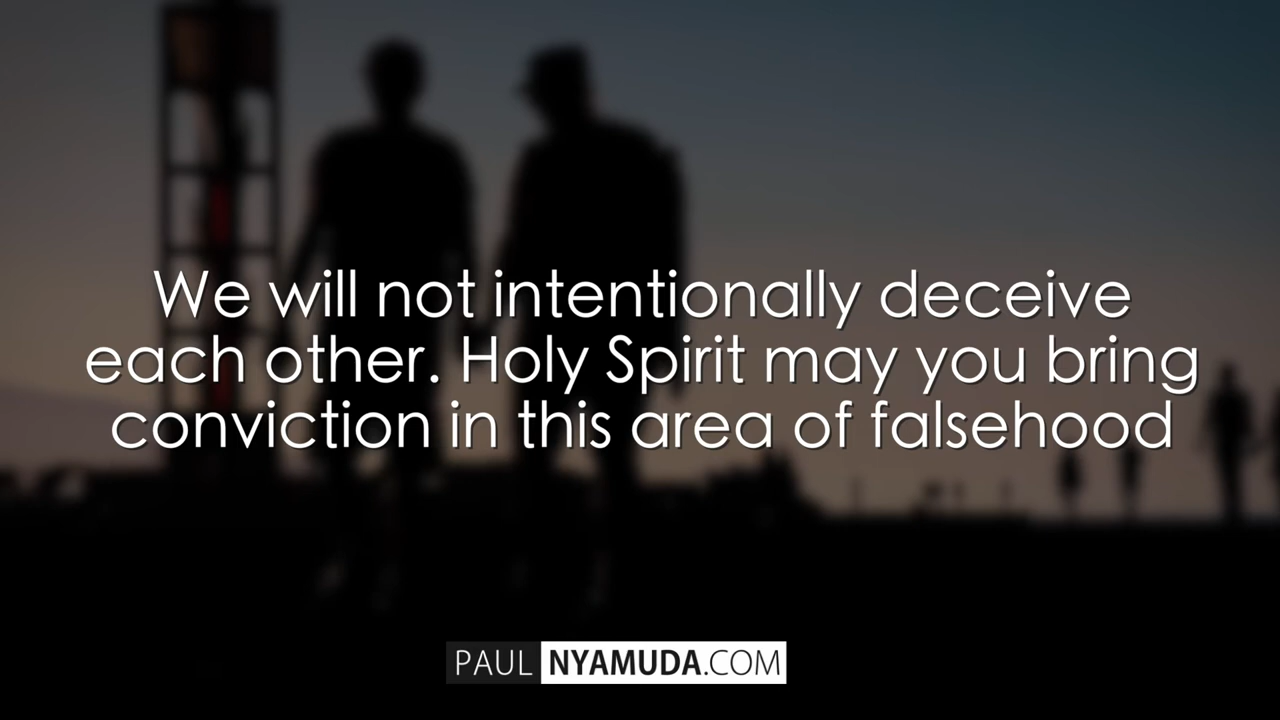 We will not intentionally deceive
each other. Holy Spirit may you bring
conviction in this area of falsehood
PAUL NYAMUDA.COM